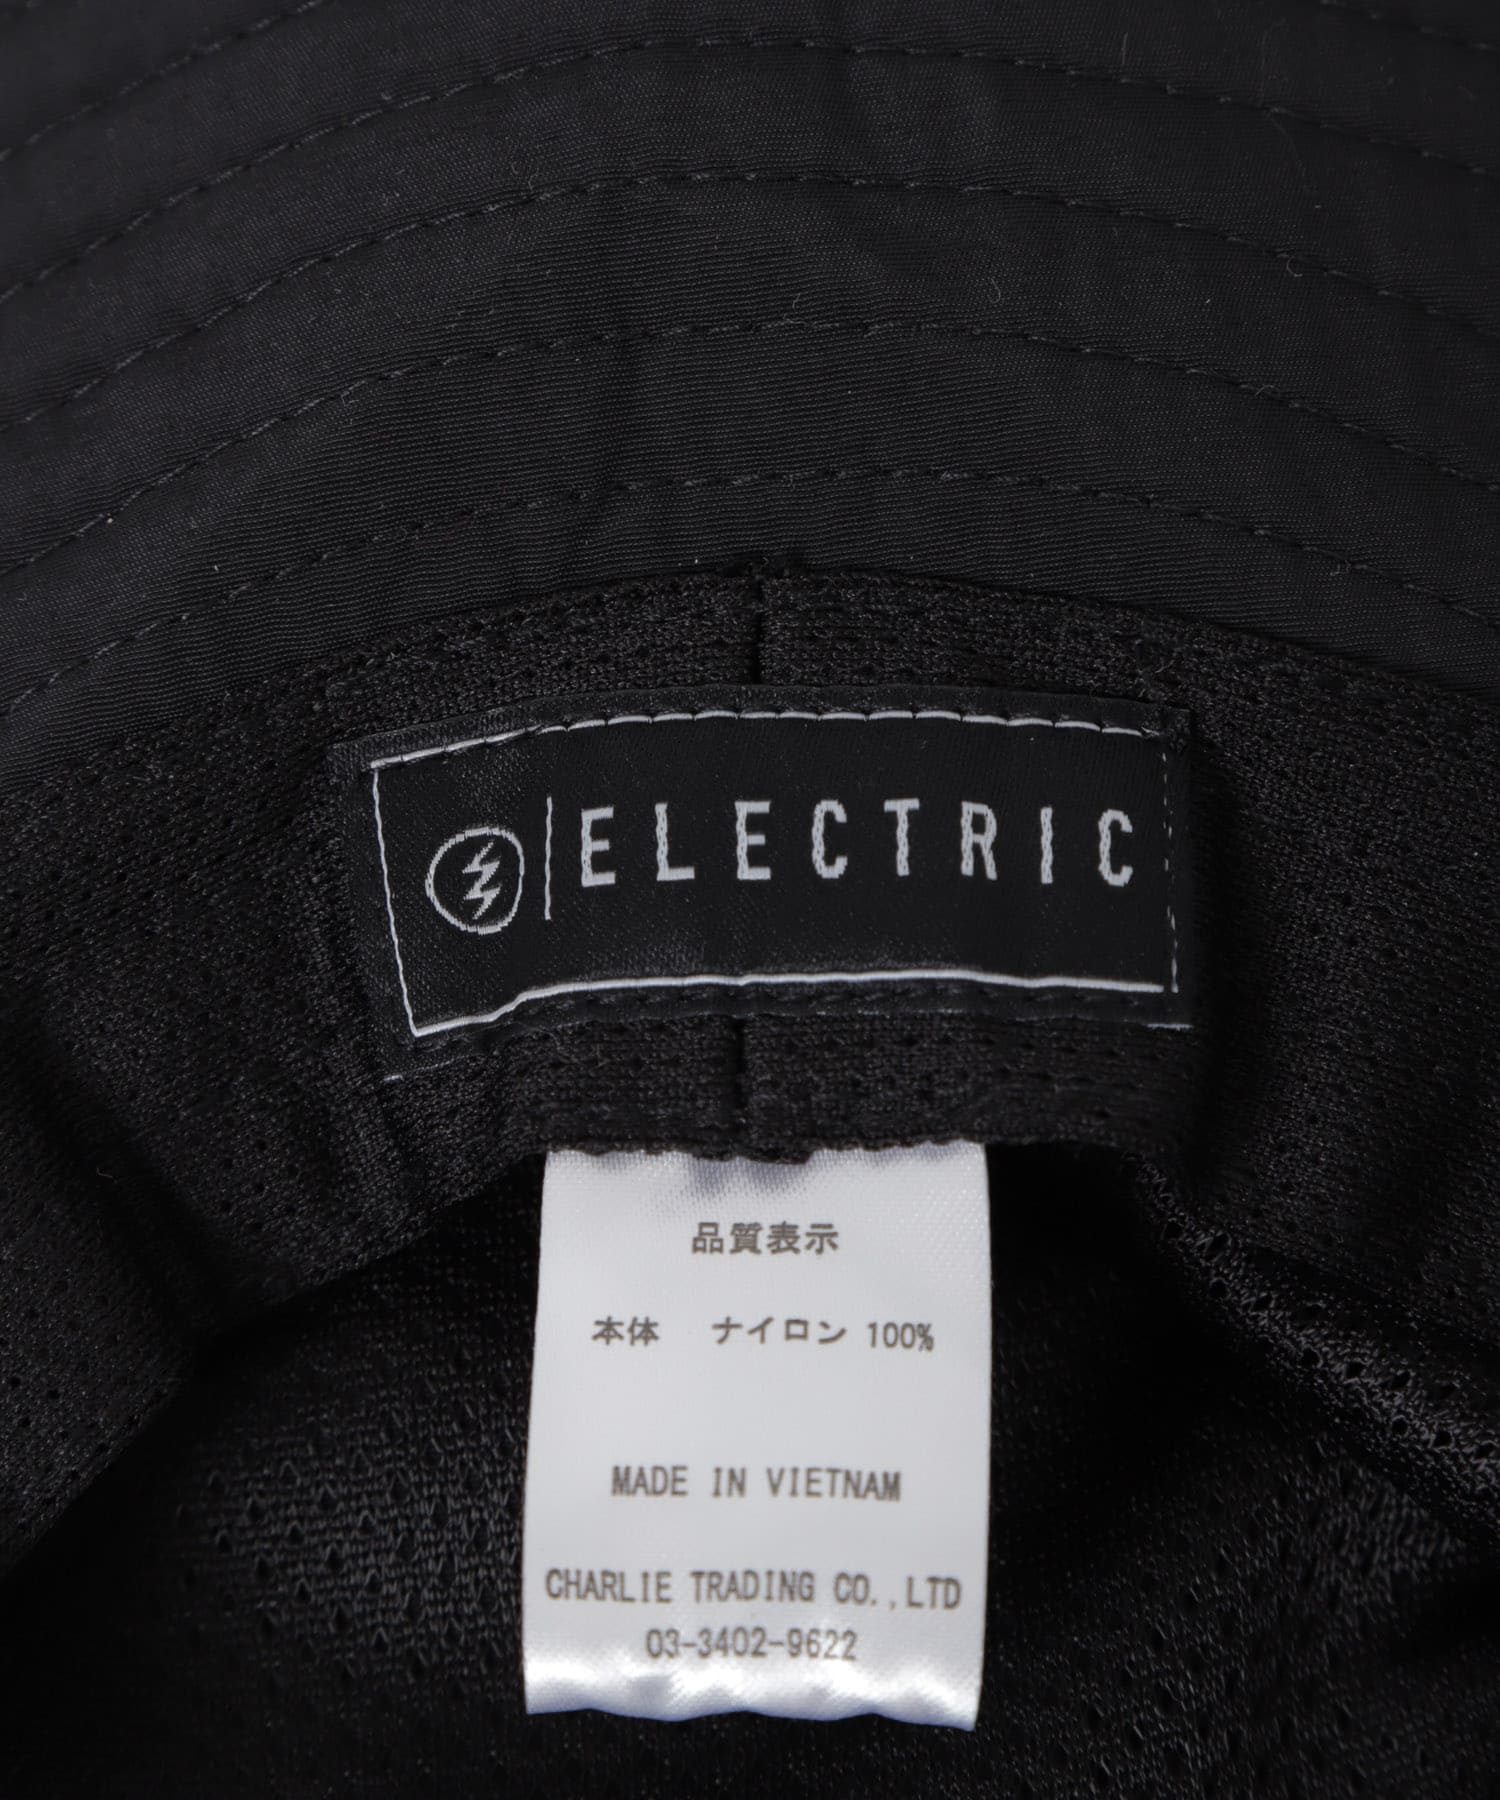 ELECTRIC
品質表示
本体 ナイロン 100%
MADE IN VIETNAM
CHARLIE TRADING CO.,LTD
03-3402-9622